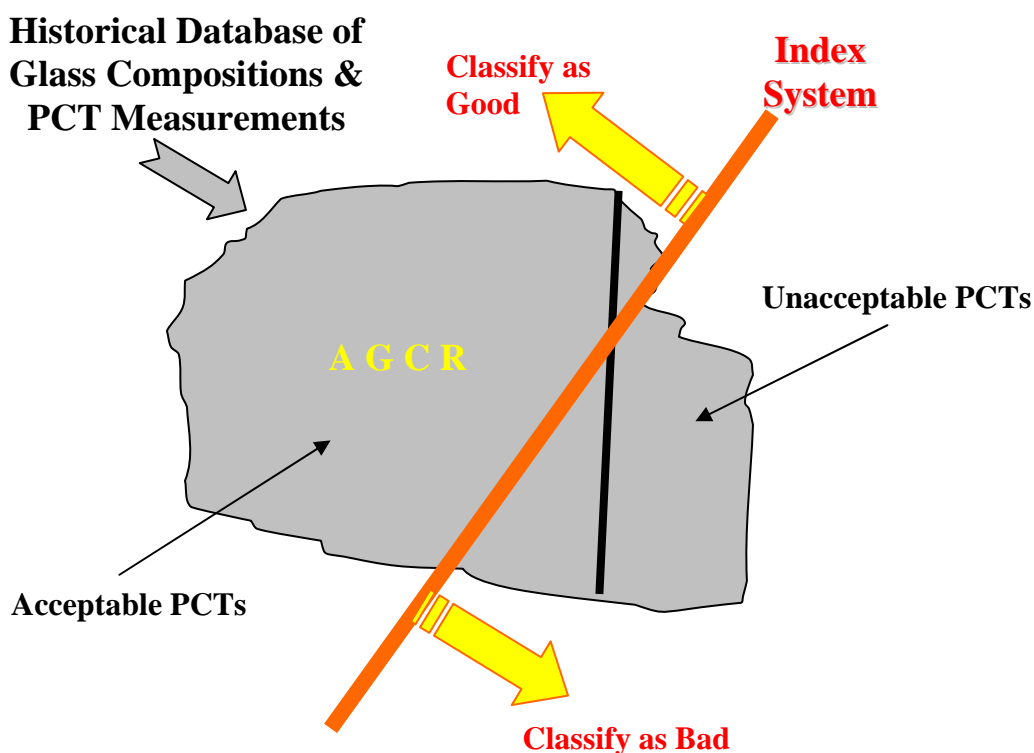 Historical Database of
Glass Compositions &
PCT Measurements
Classify as
Good
Index
System
Unacceptable PCTs
A G C R
Acceptable PCTs
Classify as Bad